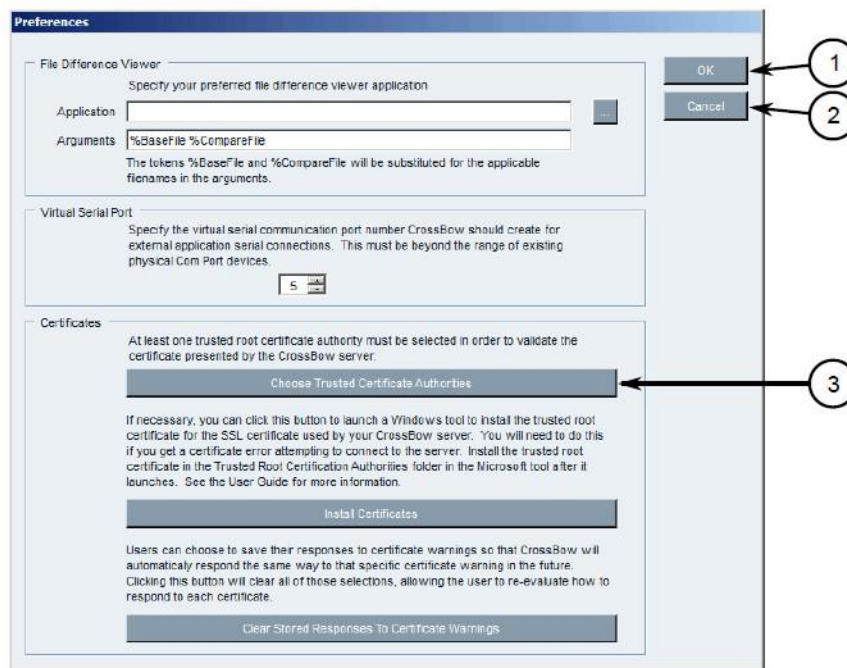 Preferences
File Difference Viewer
Specify your preferred file difference viewer application
Application
...
Arguments
%BaseFile %CompareFile
The tokens %BaseFile and %CompareFile will be substituted for the applicable
filenames in the arguments.
OK
1
Cancel
2
Virtual Serial Port
Specify the virtual serial communication port number CrossBow should create for
external application serial connections. This must be beyond the range of existing
physical Com Port devices.
5
Certificates
At least one trusted root certificate authority must be selected in order to validate the
certificate presented by the CrossBow server.
Choose Trusted Certificate Authorities
3
If necessary, you can click this button to launch a Windows tool to install the trusted root
certificate for the SSL certificate used by your CrossBow server. You will need to do this
if you get a certificate error attempting to connect to the server. Install the trusted root
certificate in the Trusted Root Certification Authorities folder in the Microsoft tool after it
launches. See the User Guide for more information.
Install Certificates
Users can choose to save their responses to certificate warnings so that CrossBow will
automaticaly respond the same way to that specific certificate warning in the future.
Clicking this button will clear all of those selections, allowing the user to re-evaluate how to
respond to each certificate.
Clear Stored Responses To Certificate Warnings